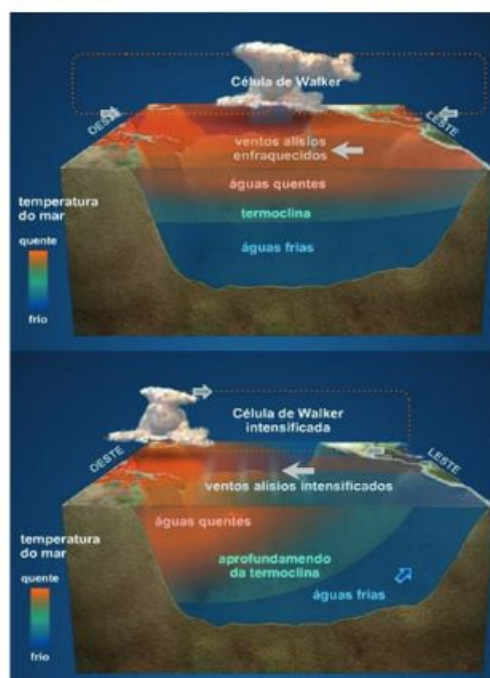 Célula de Walker
OESTE
LESTE
ventos alísios
enfraquecidos
águas quentes
temperatura
do mar
termoclina
quente
águas frias
frio
Célula de Walker
intensificada
OESTE
LESTE
ventos alísios intensificados
águas quentes
temperatura
do mar
aprofundamendo
da termoclina
quente
águas frias
frio